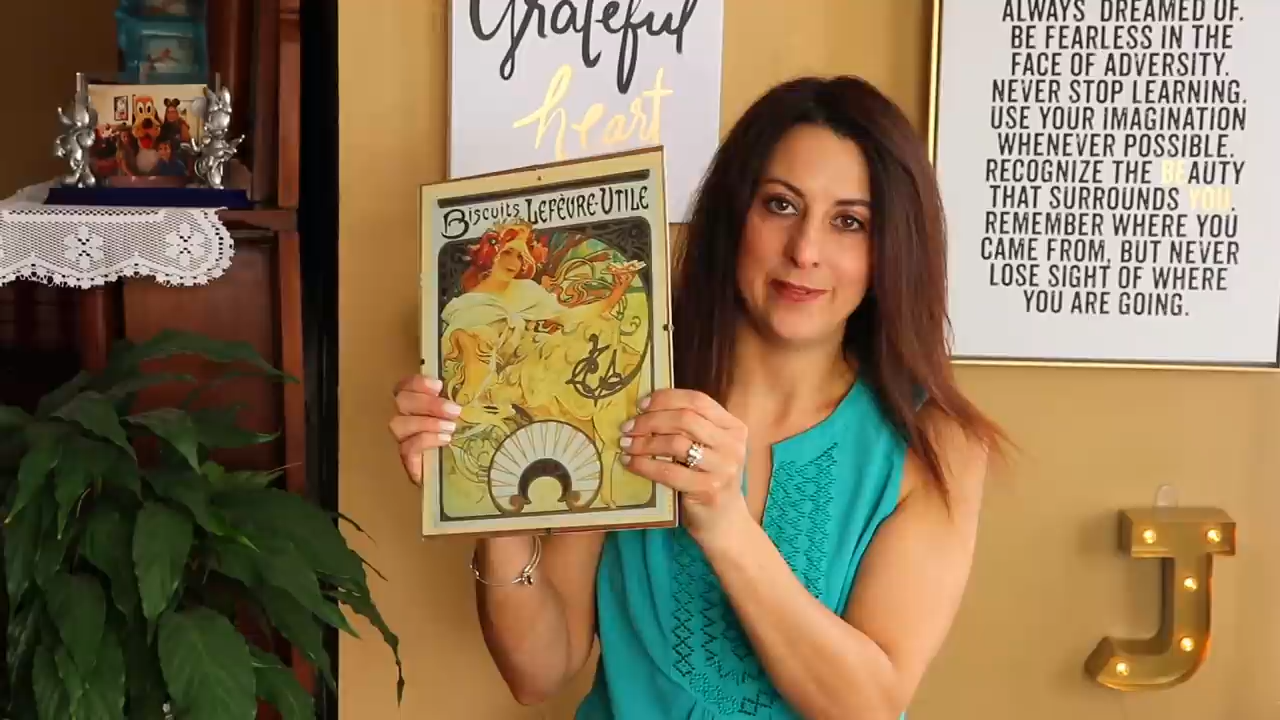 Grateful
heart
Biscuits LEFÈVRE-UTILE
ALWAYS DREAMED OF.
BE FEARLESS IN THE
FACE OF ADVERSITY.
NEVER STOP LEARNING.
USE YOUR IMAGINATION
WHENEVER POSSIBLE.
RECOGNIZE THE BEAUTY
THAT SURROUNDS YOU.
REMEMBER WHERE YOU
CAME FROM, BUT NEVER
LOSE SIGHT OF WHERE
YOU ARE GOING.
J